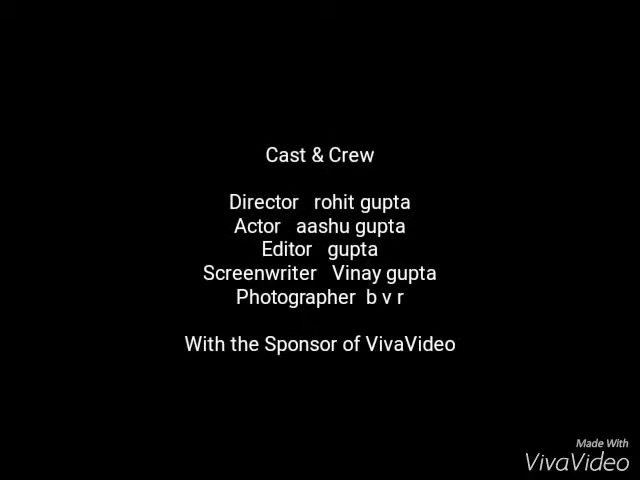 Cast & Crew
Director rohit gupta
Actor aashu gupta
Editor gupta
Screenwriter Vinay gupta
Photographer b v r
With the Sponsor of VivaVideo
Made With
VivaVideo